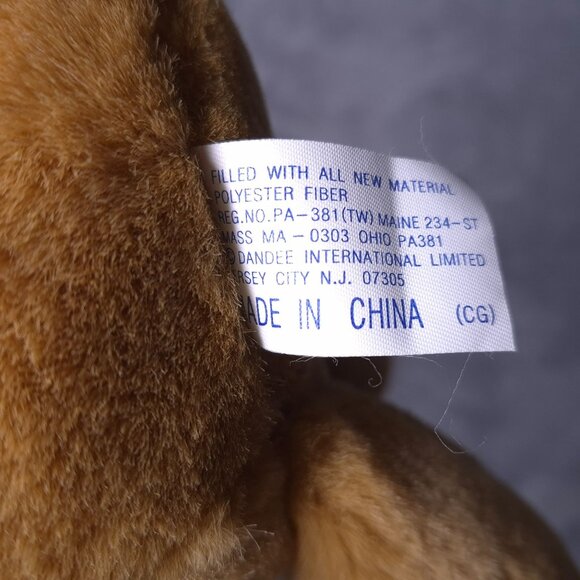 FILLED WITH ALL NEW MATERIAL
POLYESTER FIBER
REG.NO.PA-381(TW) MAINE 234-ST
MASS MA-0303 OHIO PA381
© DANDEE INTERNATIONAL LIMITED
ERSEY CITY N.J. 07305
ADE IN CHINA (CG)